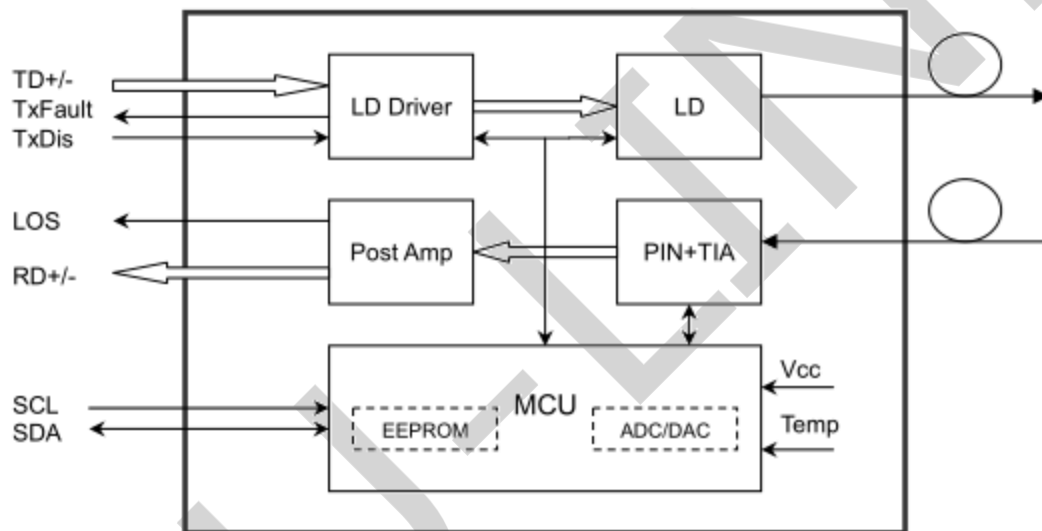 TD+/-
TxFault
TxDis
LD Driver
LD
LOS
RD+/-
Post Amp
PIN+TIA
SCL
SDA
MCU
EEPROM
ADC/DAC
Vcc
Temp